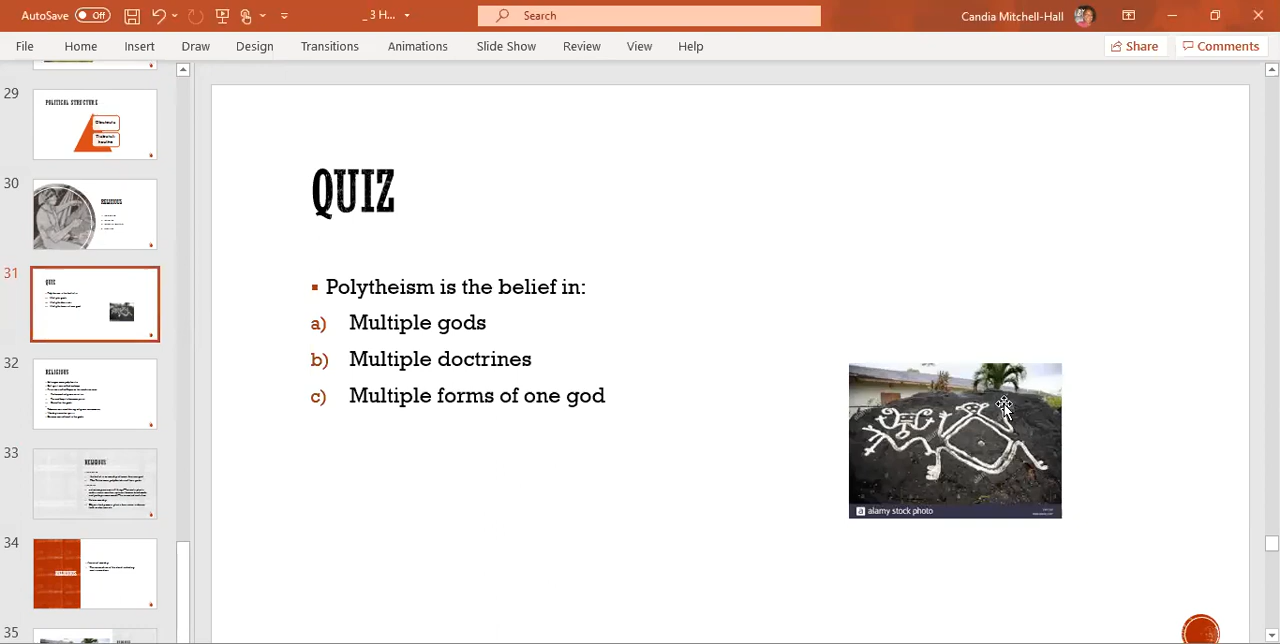 AutoSave Off _ 3 H... Search Candia Mitchell-Hall
File Home Insert Draw Design Transitions Animations Slide Show Review View Help Share Comments
29
POLITICAL STRUCTURE
30
RELIGIOUS
31
QUIZ
32
RELIGIOUS
33
RELIGIOUS
34
RELIGIOUS
35
QUIZ
Polytheism is the belief in:
a) Multiple gods
b) Multiple doctrines
c) Multiple forms of one god
a alamy stock photo